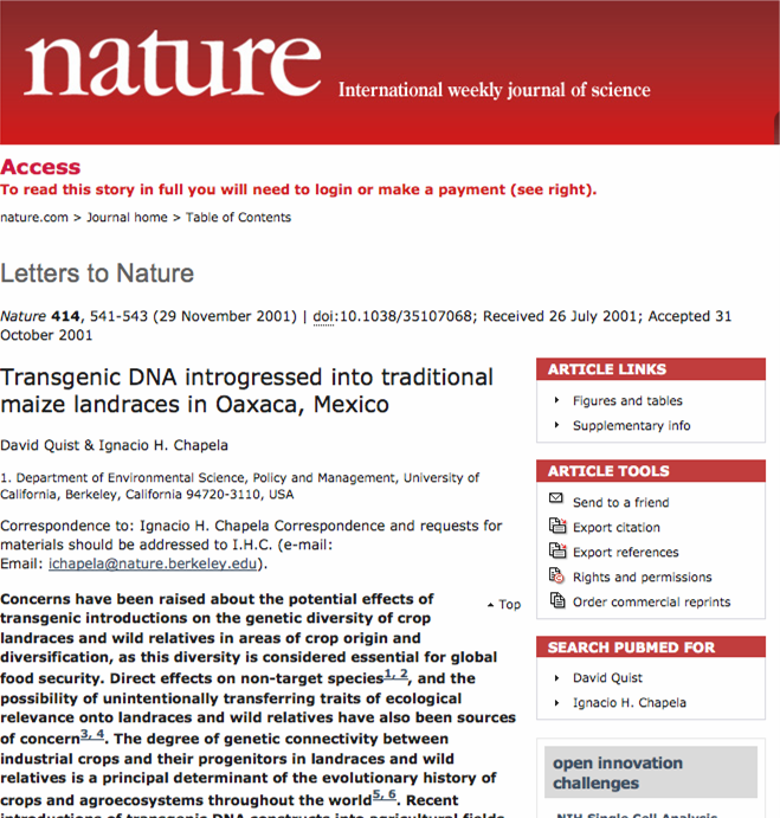 nature International weekly journal of science
Access
To read this story in full you will need to login or make a payment (see right).
nature.com > Journal home > Table of Contents
Letters to Nature
Nature 414, 541-543 (29 November 2001) | doi:10.1038/35107068; Received 26 July 2001; Accepted 31
October 2001
Transgenic DNA introgressed into traditional
maize landraces in Oaxaca, Mexico
David Quist & Ignacio H. Chapela
1. Department of Environmental Science, Policy and Management, University of
California, Berkeley, California 94720-3110, USA
Correspondence to: Ignacio H. Chapela Correspondence and requests for
materials should be addressed to I.H.C. (e-mail:
Email: ichapela@nature.berkeley.edu).
Top
Concerns have been raised about the potential effects of
transgenic introductions on the genetic diversity of crop
landraces and wild relatives in areas of crop origin and
diversification, as this diversity is considered essential for global
food security. Direct effects on non-target species1, 2, and the
possibility of unintentionally transferring traits of ecological
relevance onto landraces and wild relatives have also been sources
of concern3, 4. The degree of genetic connectivity between
industrial crops and their progenitors in landraces and wild
relatives is a principal determinant of the evolutionary history of
crops and agroecosystems throughout the world5, 6. Recent
introductions of transgenic DNA constructs into agricultural fields
ARTICLE LINKS
Figures and tables
Supplementary info
ARTICLE TOOLS
Send to a friend
Export citation
Export references
Rights and permissions
Order commercial reprints
SEARCH PUBMED FOR
David Quist
Ignacio H. Chapela
open innovation
challenges
NIH Single Cell Analysis